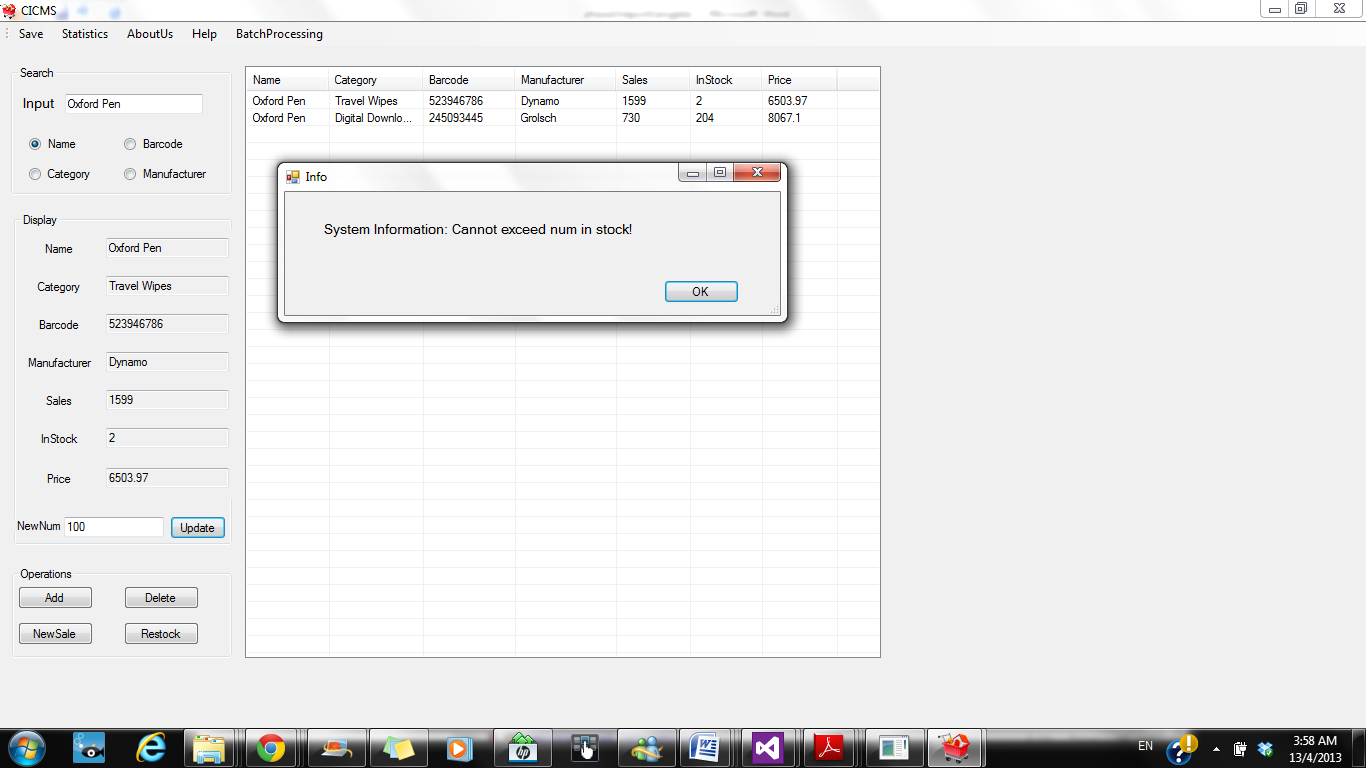 CICMS
Save Statistics AboutUs Help BatchProcessing
Search
Input Oxford Pen
Name Barcode
Category Manufacturer
Display
Name Oxford Pen
Category Travel Wipes
Barcode 523946786
Manufacturer Dynamo
Sales 1599
InStock 2
Price 6503.97
NewNum 100 Update
Operations
Add Delete
NewSale Restock
Name Category Barcode Manufacturer Sales InStock Price
Oxford Pen Travel Wipes 523946786 Dynamo 1599 2 6503.97
Oxford Pen Digital Downlo... 245093445 Grolsch 730 204 8067.1
Info
System Information: Cannot exceed num in stock!
OK
hp
EN
3:58 AM
13/4/2013